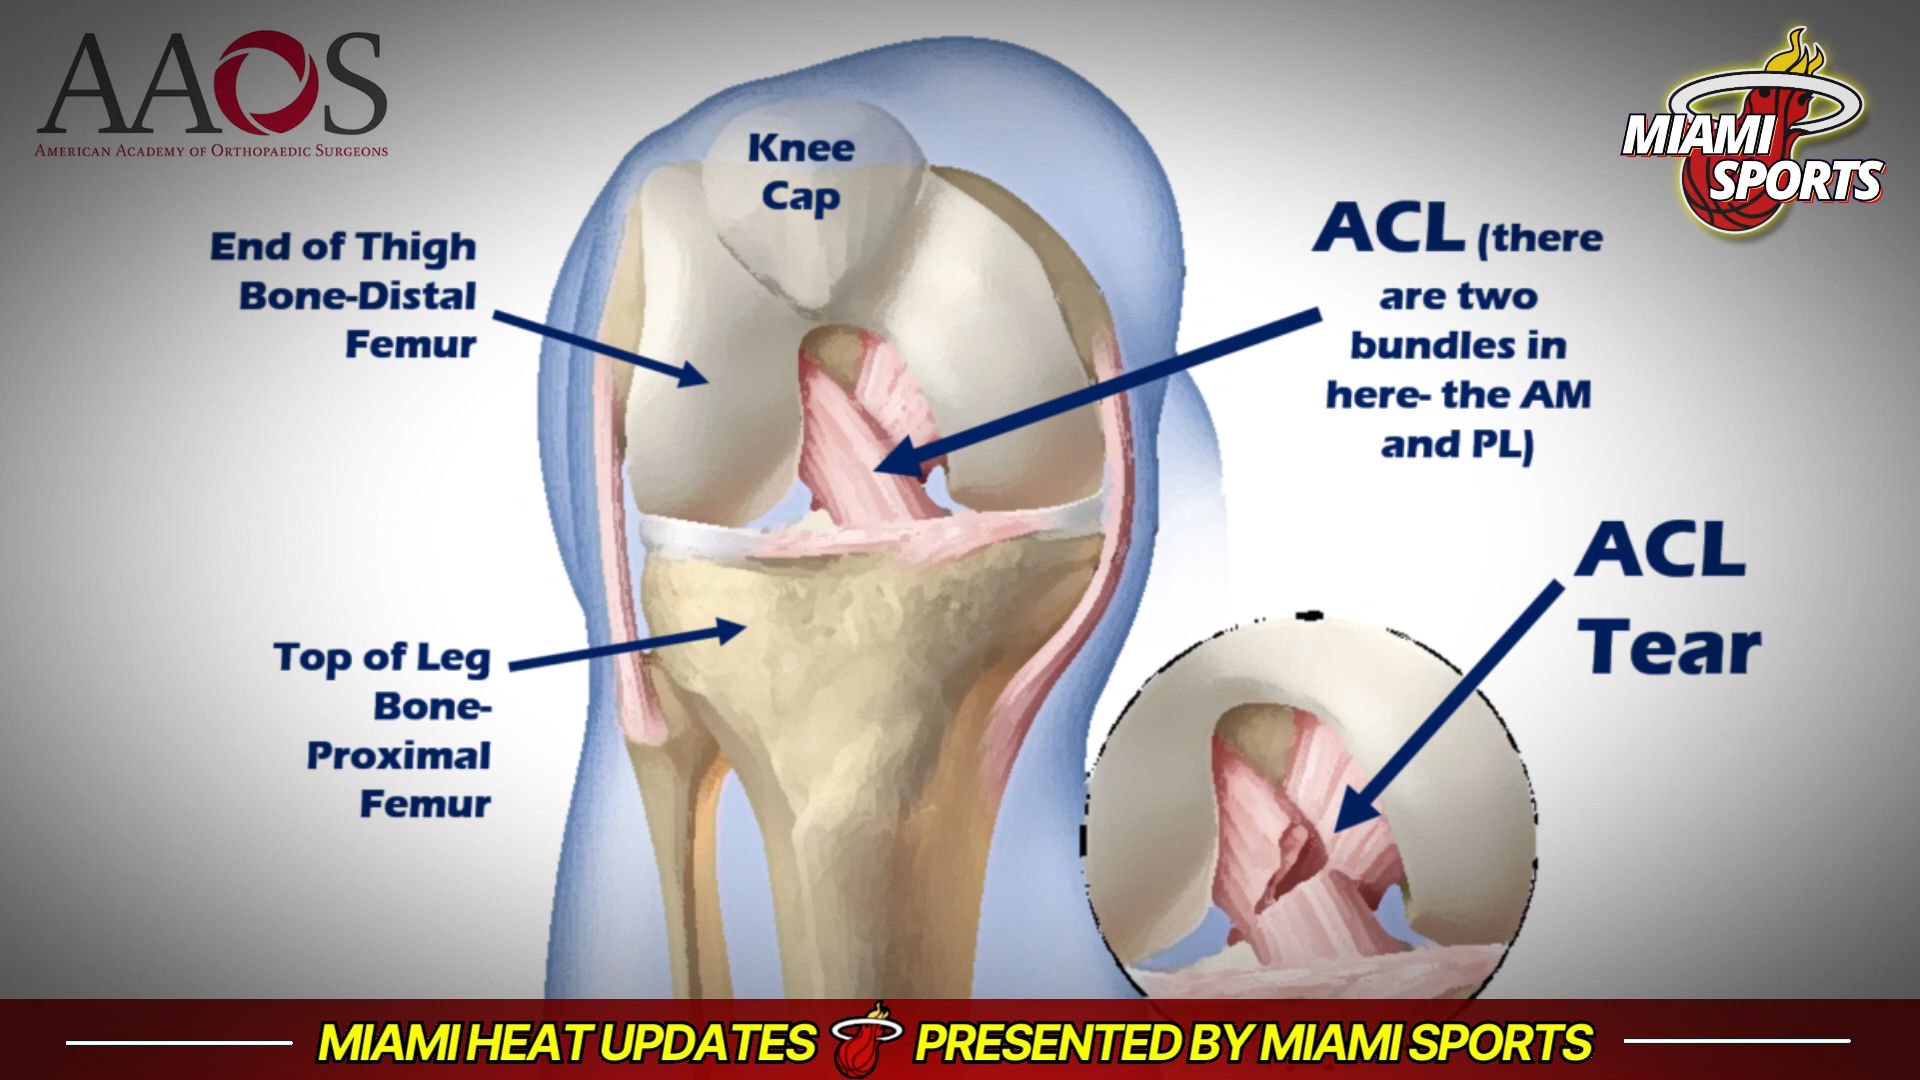 AAOS
AMERICAN ACADEMY OF ORTHOPAEDIC SURGEONS
MIAMI
SPORTS
Knee
Cap
End of Thigh
Bone-Distal
Femur
ACL (there
are two
bundles in
here- the AM
and PL)
ACL
Tear
Top of Leg
Bone-
Proximal
Femur
MIAMI HEAT UPDATES PRESENTED BY MIAMI SPORTS